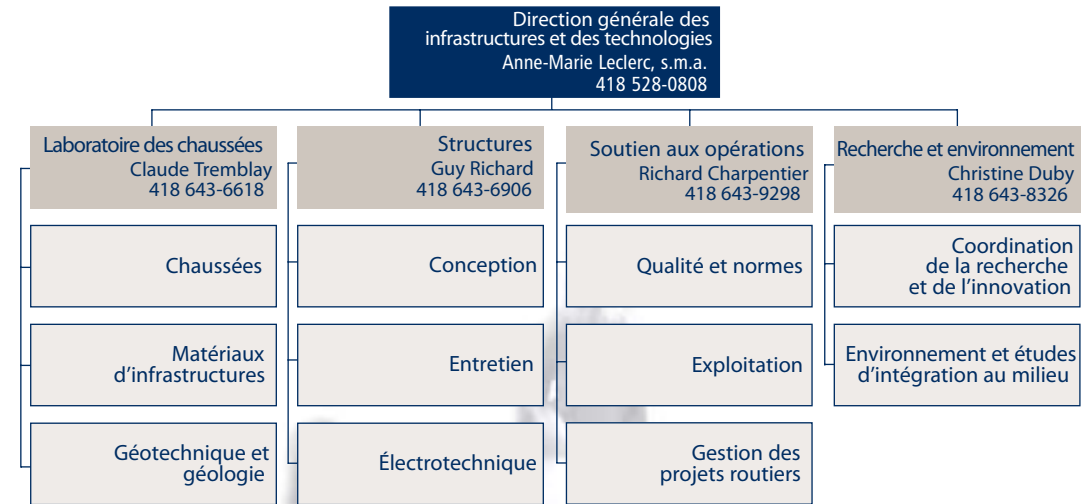 Direction générale des
infrastructures et des technologies
Anne-Marie Leclerc, s.m.a.
418 528-0808
Laboratoire des chaussées
Claude Tremblay
418 643-6618
Chaussées
Matériaux
d'infrastructures
Géotechnique et
géologie
Structures
Guy Richard
418 643-6906
Conception
Entretien
Électrotechnique
Soutien aux opérations
Richard Charpentier
418 643-9298
Qualité et normes
Exploitation
Gestion des
projets routiers
Recherche et environnement
Christine Duby
418 643-8326
Coordination
de la recherche
et de l'innovation
Environnement et études
d'intégration au milieu